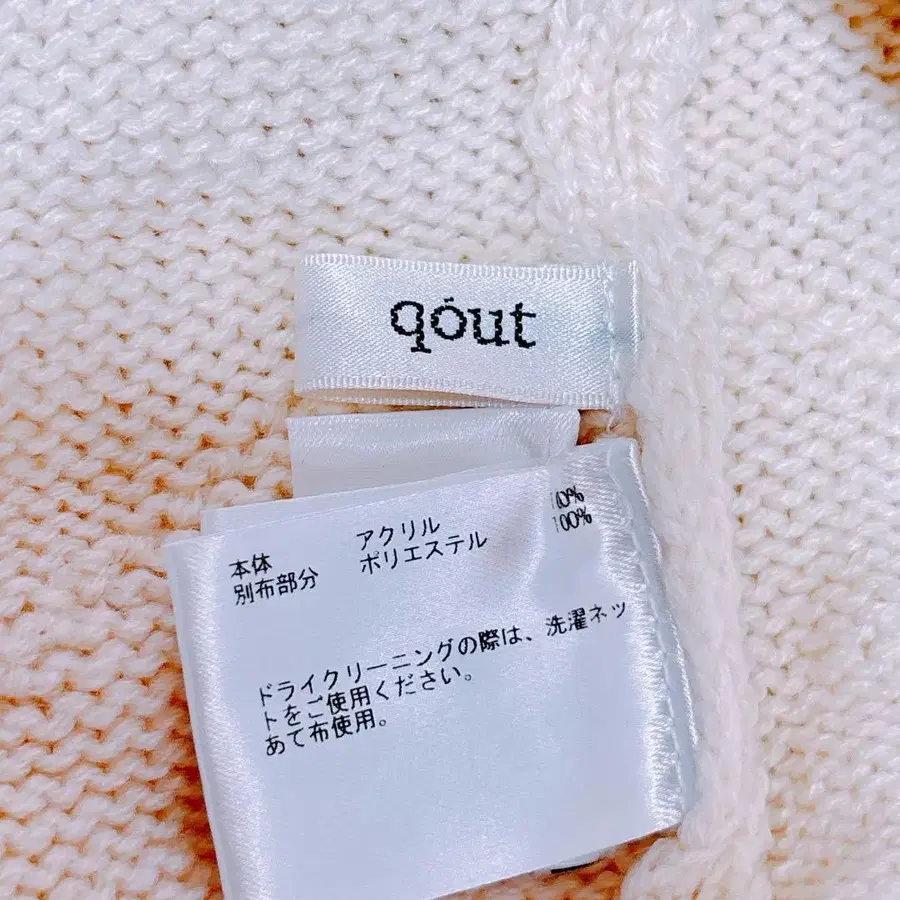 qóut
本体 アクリル
別布部分 ポリエステル 100%
ドライクリーニングの際は、洗濯ネッ
トをご使用ください。
あて布使用。